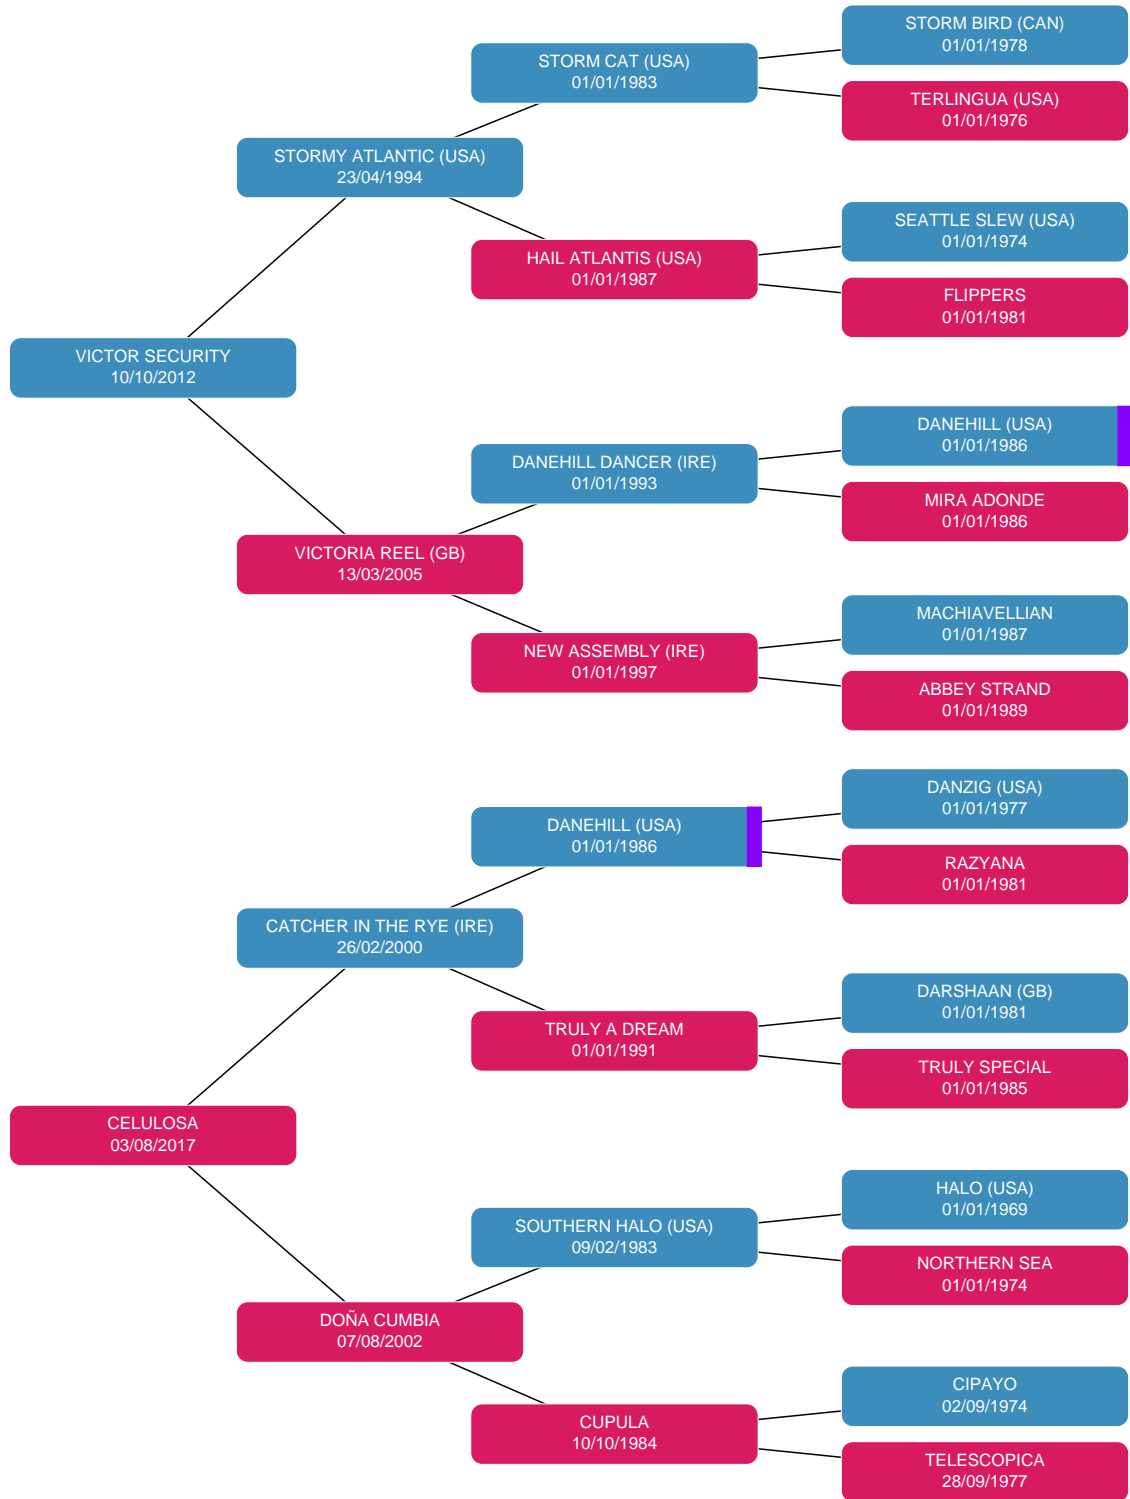 STORM BIRD (CAN)
01/01/1978
STORM CAT (USA)
01/01/1983
TERLINGUA (USA)
01/01/1976
STORMY ATLANTIC (USA)
23/04/1994
SEATTLE SLEW (USA)
01/01/1974
HAIL ATLANTIS (USA)
01/01/1987
FLIPPERS
01/01/1981
VICTOR SECURITY
10/10/2012
DANEHILL (USA)
01/01/1986
DANEHILL DANCER (IRE)
01/01/1993
MIRA ADONDE
01/01/1986
VICTORIA REEL (GB)
13/03/2005
MACHIAVELLIAN
01/01/1987
NEW ASSEMBLY (IRE)
01/01/1997
ABBEY STRAND
01/01/1989
DANZIG (USA)
01/01/1977
DANEHILL (USA)
01/01/1986
RAZYANA
01/01/1981
CATCHER IN THE RYE (IRE)
26/02/2000
DARSHAAN (GB)
01/01/1981
TRULY A DREAM
01/01/1991
TRULY SPECIAL
01/01/1985
CELULOSA
03/08/2017
HALO (USA)
01/01/1969
SOUTHERN HALO (USA)
09/02/1983
NORTHERN SEA
01/01/1974
DOÑA CUMBIA
07/08/2002
CIPAYO
02/09/1974
CUPULA
10/10/1984
TELESCOPICA
28/09/1977